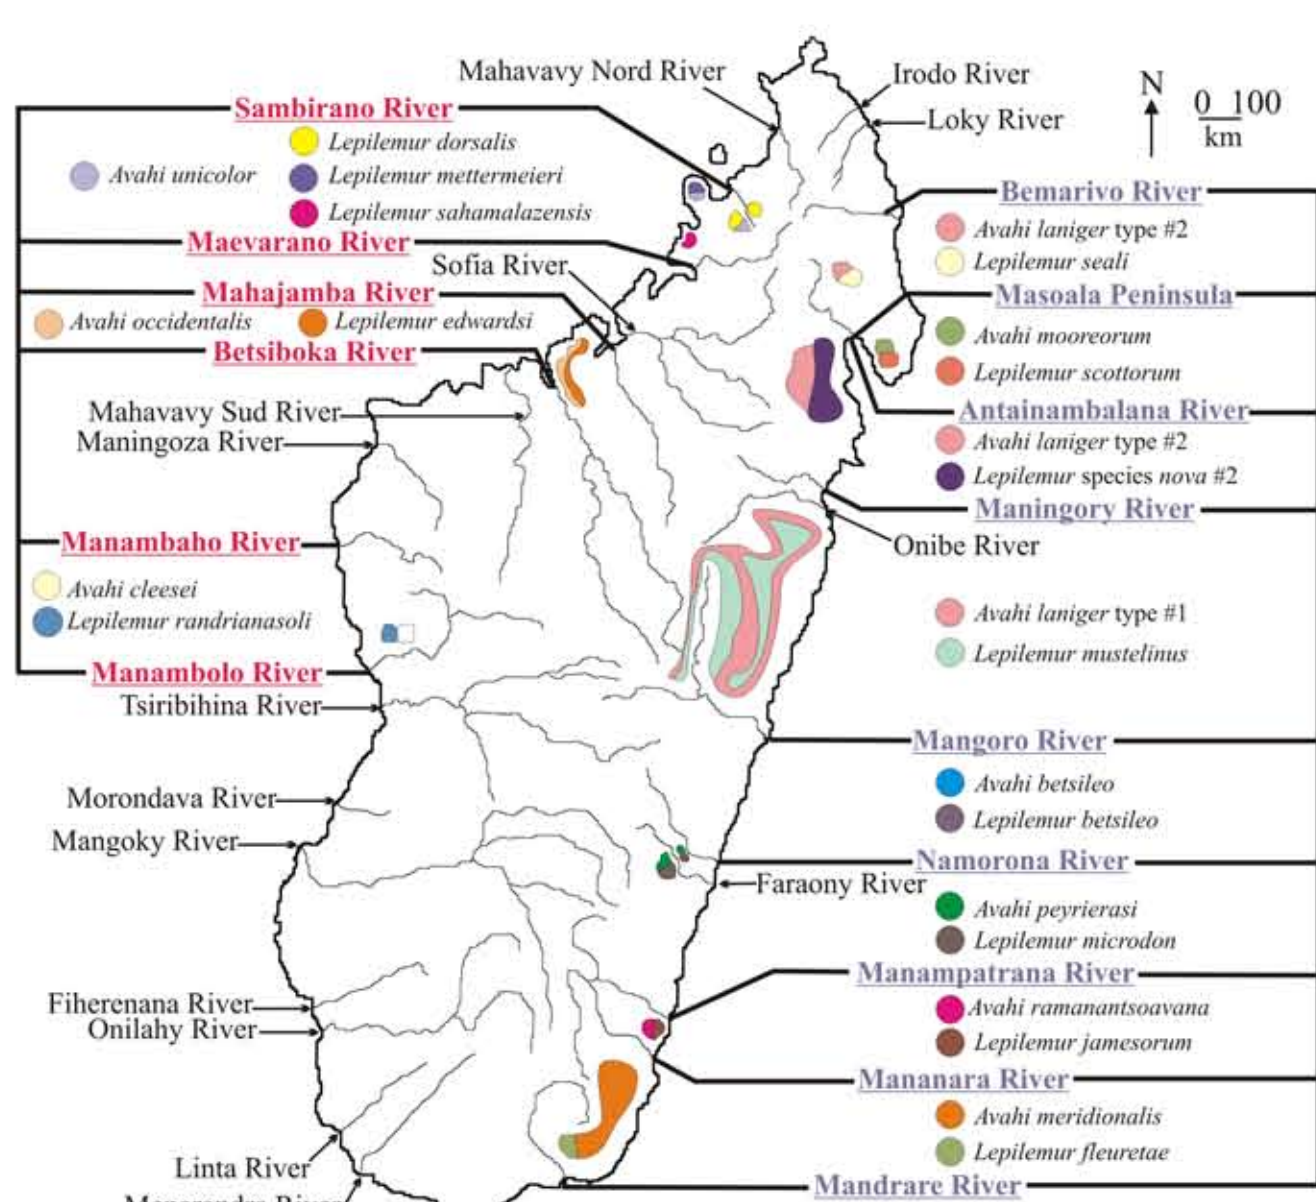 Mahavavy Nord River
Irodo River
N
0 100
km
Loky River
Sambirano River
Lepilemur dorsalis
Avahi unicolor
Lepilemur mettermeieri
Lepilemur sahamalazensis
Maevarano River
Sofia River
Mahajamba River
Avahi occidentalis
Lepilemur edwardsi
Betsiboka River
Mahavavy Sud River
Maningoza River
Manambaho River
Avahi cleesei
Lepilemur randrianasoli
Manambolo River
Tsiribihina River
Morondava River
Mangoky River
Fiherenana River
Onilahy River
Linta River
Bemarivo River
Avahi laniger type #2
Lepilemur seali
Masoala Peninsula
Avahi mooreorum
Lepilemur scottorum
Antainambalana River
Avahi laniger type #2
Lepilemur species nova #2
Maningory River
Onibe River
Avahi laniger type #1
Lepilemur mustelinus
Mangoro River
Avahi betsileo
Lepilemur betsileo
Namorona River
Faraony River
Avahi peyrierasi
Lepilemur microdon
Manampatrana River
Avahi ramanantsoavana
Lepilemur jamesorum
Mananara River
Avahi meridionalis
Lepilemur fleuretae
Mandrare River